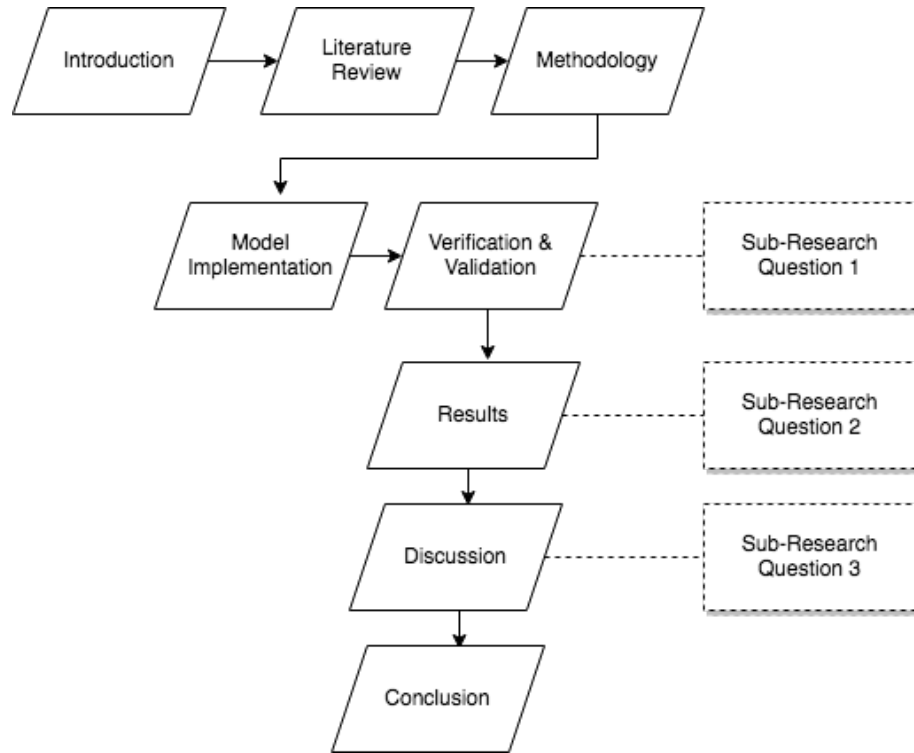 Introduction
Literature
Review
Methodology
Model
Implementation
Verification &
Validation
Sub-Research
Question 1
Results
Sub-Research
Question 2
Discussion
Sub-Research
Question 3
Conclusion